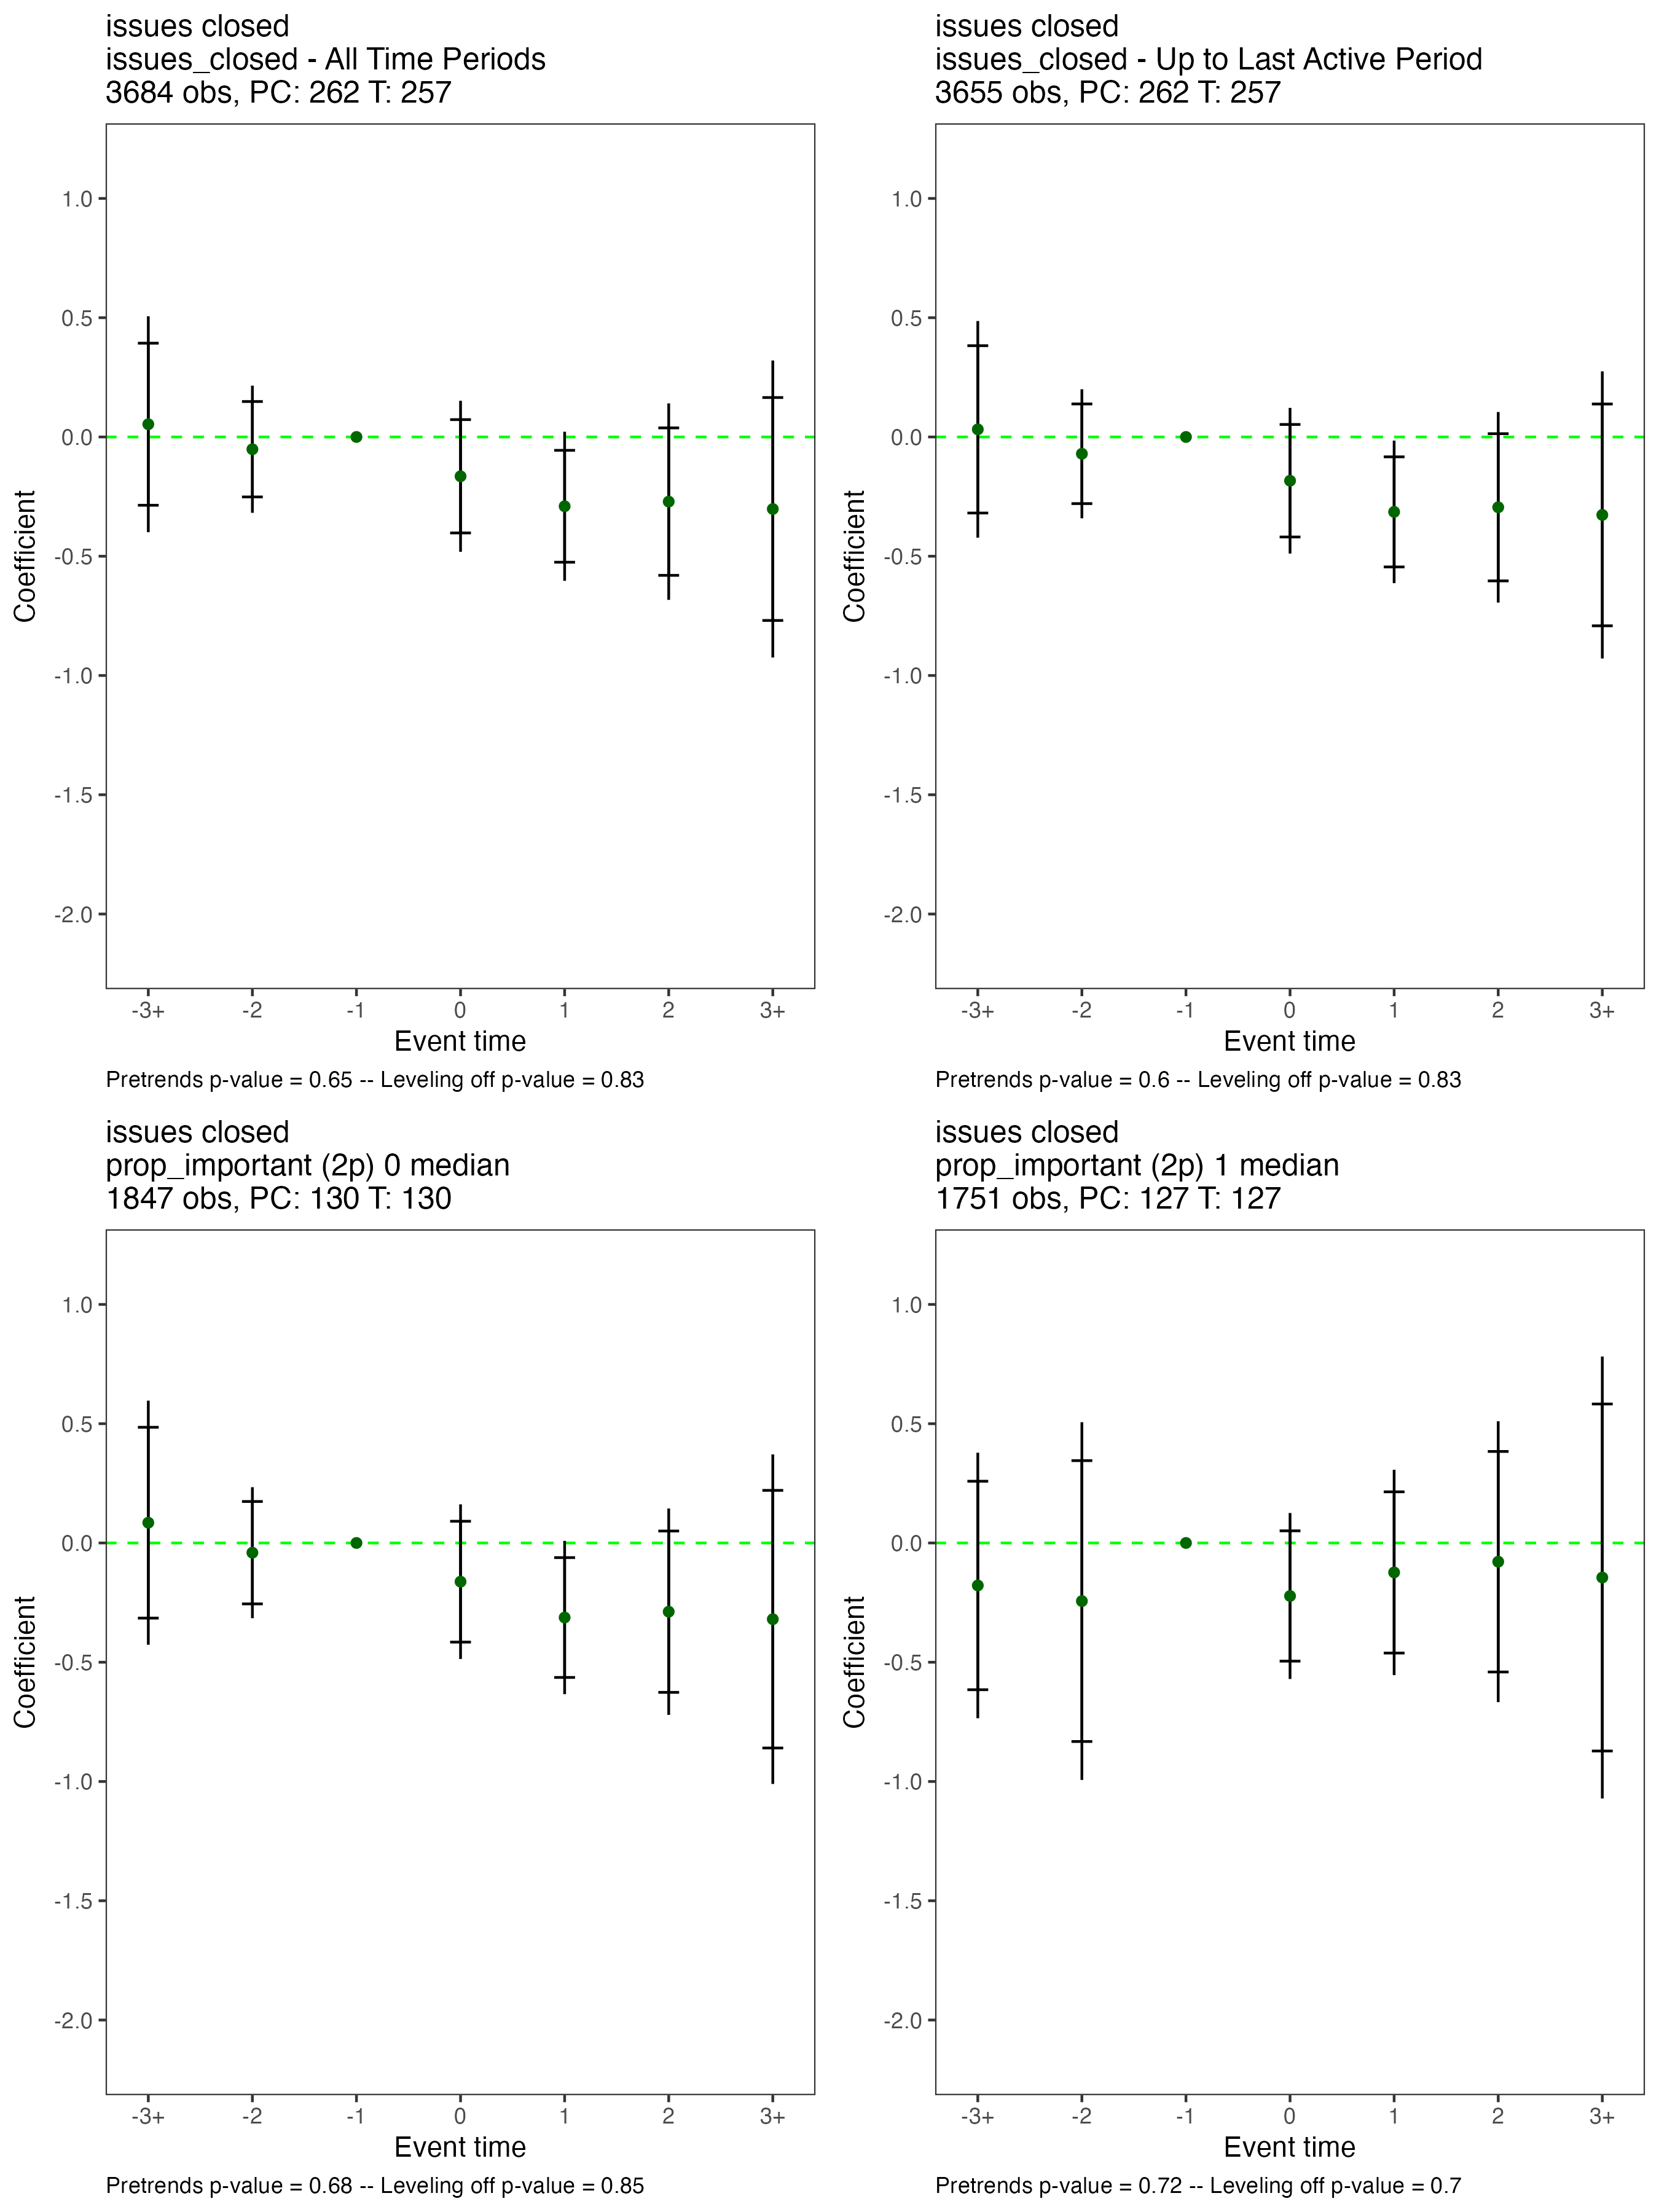 issues closed
issues_closed - All Time Periods
3684 obs, PC: 262 T: 257
1.0
0.5
0.0
-0.5
-1.0
-1.5
-2.0
Coefficient
-3+ -2 -1 0 1 2 3+
Event time
Pretrends p-value = 0.65 -- Leveling off p-value = 0.83
issues closed
issues_closed - Up to Last Active Period
3655 obs, PC: 262 T: 257
1.0
0.5
0.0
-0.5
-1.0
-1.5
-2.0
Coefficient
-3+ -2 -1 0 1 2 3+
Event time
Pretrends p-value = 0.6 -- Leveling off p-value = 0.83
issues closed
prop_important (2p) 0 median
1847 obs, PC: 130 T: 130
1.0
0.5
0.0
-0.5
-1.0
-1.5
-2.0
Coefficient
-3+ -2 -1 0 1 2 3+
Event time
Pretrends p-value = 0.68 -- Leveling off p-value = 0.85
issues closed
prop_important (2p) 1 median
1751 obs, PC: 127 T: 127
1.0
0.5
0.0
-0.5
-1.0
-1.5
-2.0
Coefficient
-3+ -2 -1 0 1 2 3+
Event time
Pretrends p-value = 0.72 -- Leveling off p-value = 0.7